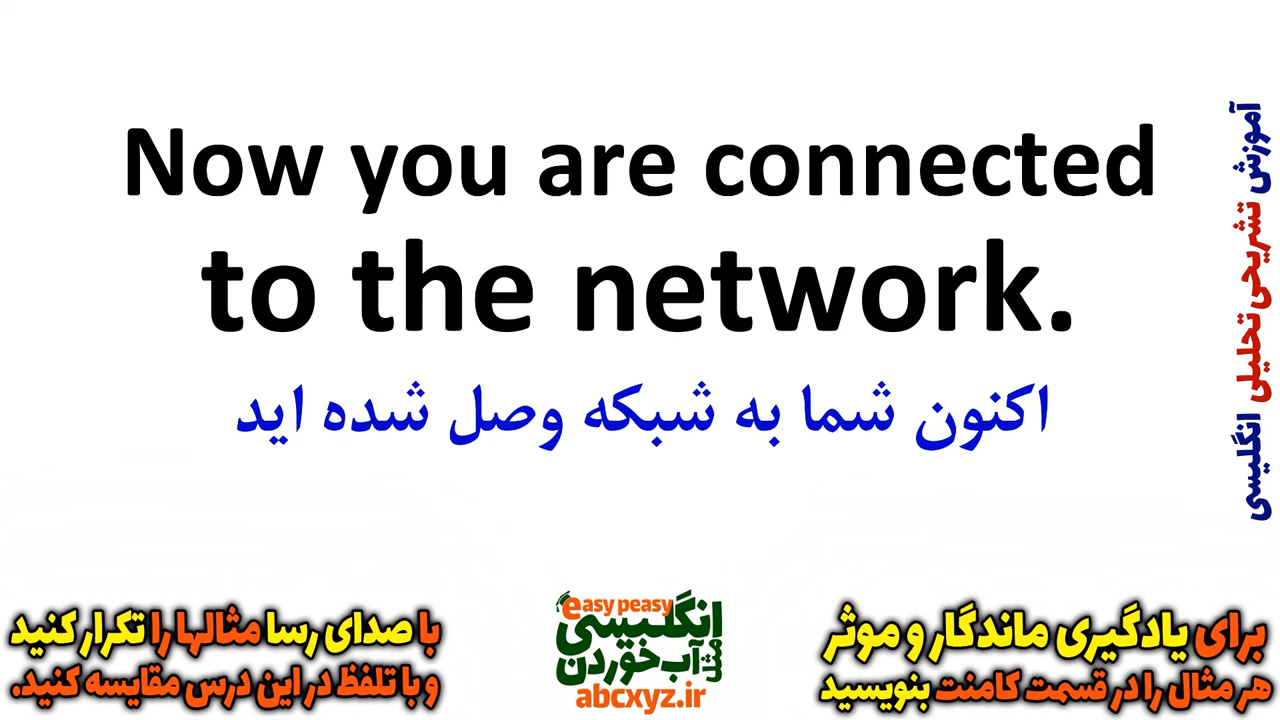 Now you are connected
to the network.
اکنون شما به شبکه وصل شده اید
آموزش تشریحی تحلیلی انگلیسی
برای یادگیری ماندگار و موثر
هر مثال را در قسمت کامنت بنویسید
easy peasy
انگلیسی
مثل آب خوردن
abcxyz.ir
با صدای رسا مثالها را تکرار کنید
و با تلفظ در این درس مقایسه کنید.